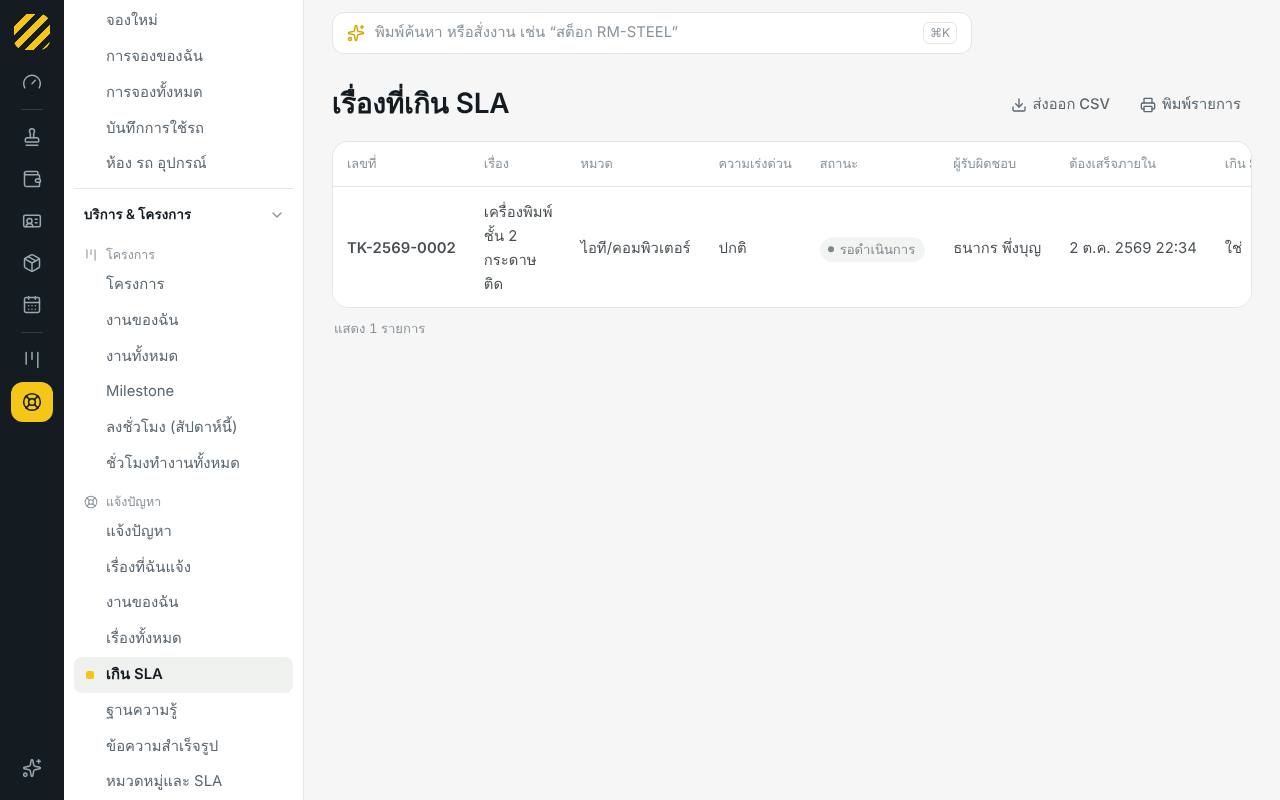 จองใหม่
การจองของฉัน
การจองทั้งหมด
บันทึกการใช้รถ
ห้อง รถ อุปกรณ์
บริการ & โครงการ
โครงการ
โครงการ
งานของฉัน
งานทั้งหมด
Milestone
ลงชั่วโมง (สัปดาห์นี้)
ชั่วโมงทำงานทั้งหมด
แจ้งปัญหา
แจ้งปัญหา
เรื่องที่ฉันแจ้ง
งานของฉัน
เรื่องทั้งหมด
เกิน SLA
ฐานความรู้
ข้อความสำเร็จรูป
หมวดหมู่และ SLA
พิมพ์ค้นหา หรือสั่งงาน เช่น “สต็อก RM-STEEL” ⌘K
เรื่องที่เกิน SLA
ส่งออก CSV พิมพ์รายการ
เลขที่ เรื่อง หมวด ความเร่งด่วน สถานะ ผู้รับผิดชอบ ต้องเสร็จภายใน เกิน
TK-2569-0002 เครื่องพิมพ์ ชั้น 2 กระดาษ ติด ไอที/คอมพิวเตอร์ ปกติ รอดำเนินการ ธนากร พึ่งบุญ 2 ต.ค. 2569 22:34 ใช่
แสดง 1 รายการ